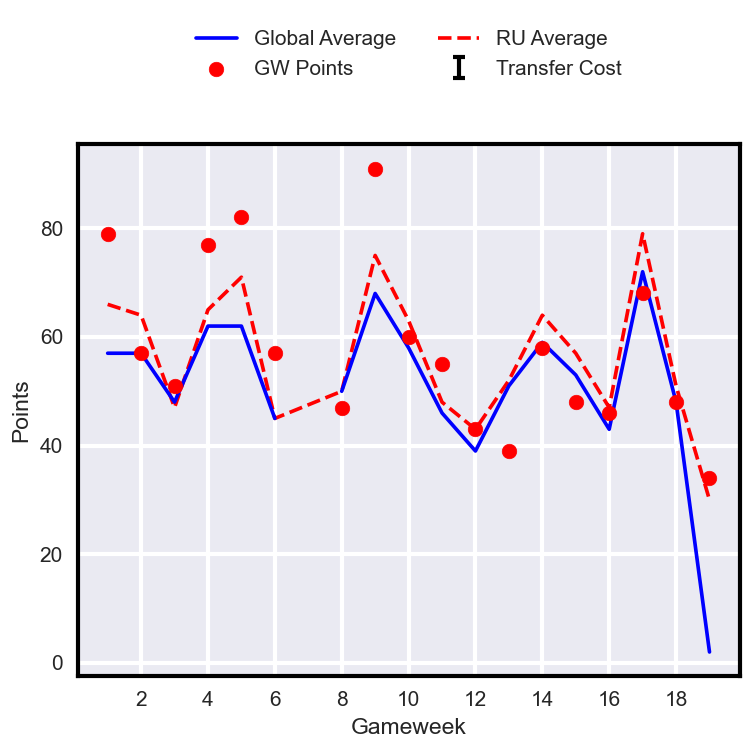 Global Average RU Average
GW Points Transfer Cost
80
60
40
20
0
Points
2 4 6 8 10 12 14 16 18
Gameweek